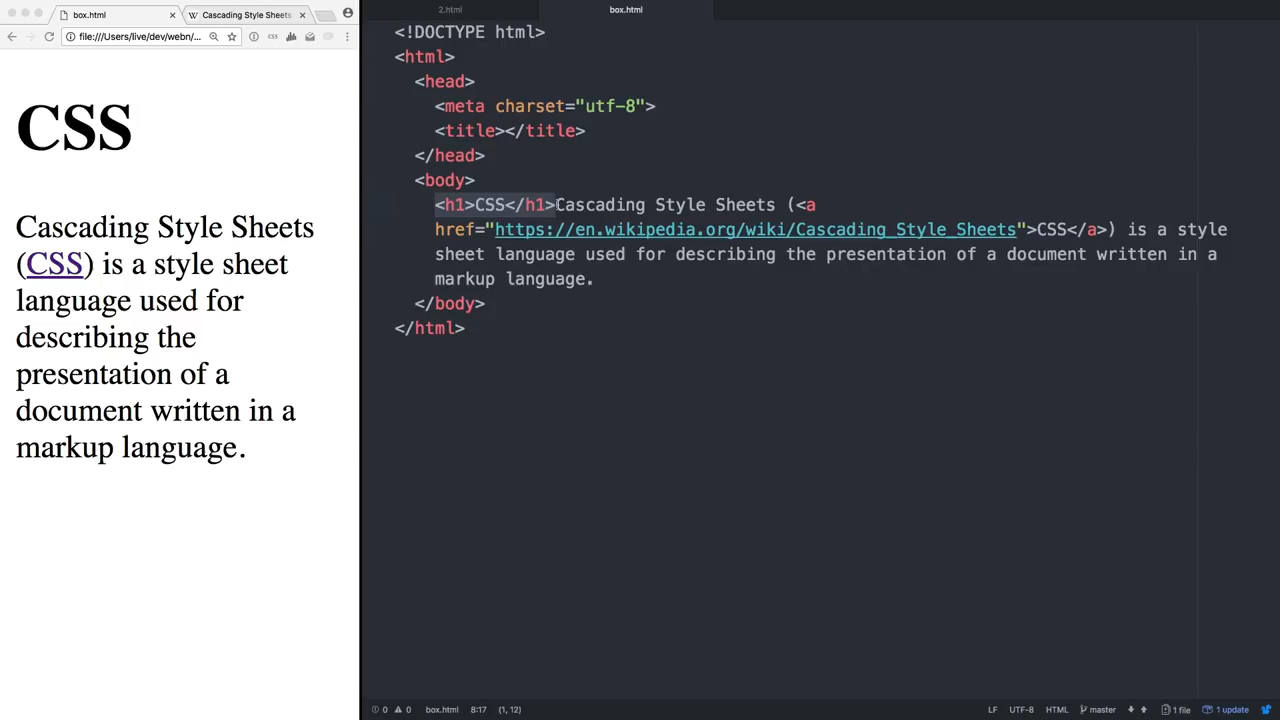 box.html
Cascading Style Sheets
file:///Users/live/dev/webn/...
CSS
Cascading Style Sheets
(CSS) is a style sheet
language used for
describing the
presentation of a
document written in a
markup language.
2.html
box.html
<!DOCTYPE html>
<html>
<head>
<meta charset="utf-8">
<title></title>
</head>
<body>
<h1>CSS</h1>Cascading Style Sheets (<a
href="https://en.wikipedia.org/wiki/Cascading_Style_Sheets">CSS</a>) is a style
sheet language used for describing the presentation of a document written in a
markup language.
</body>
</html>
0 0 box.html 8:17 (1, 12)
LF UTF-8 HTML master 1 file 1 update